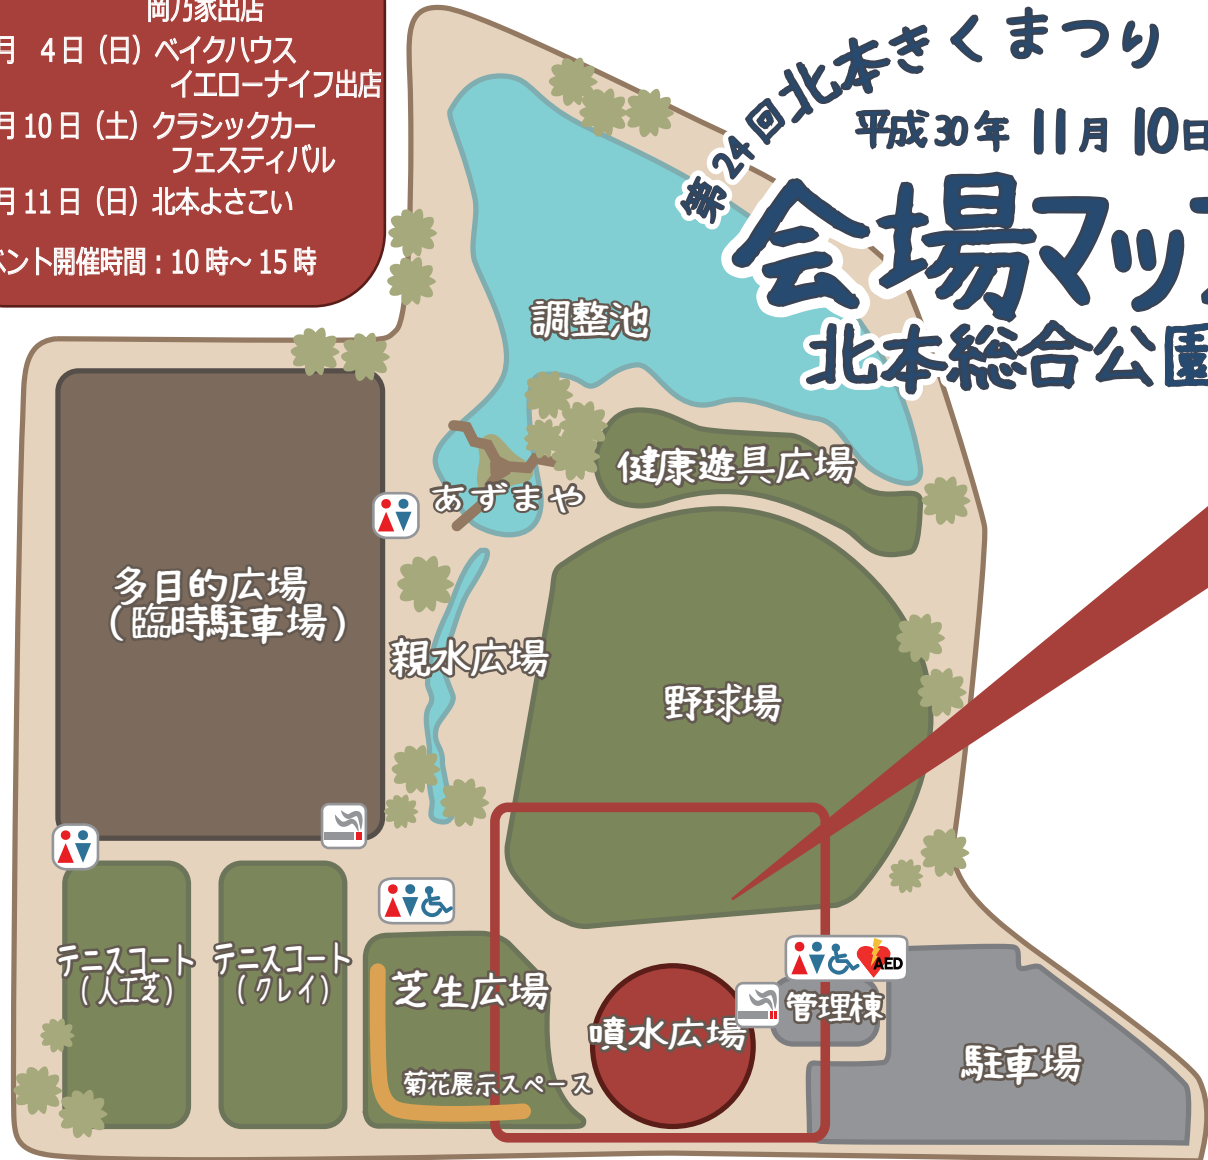 岡乃家出店
月 4日（日）ベイクハウス
イエローナイフ出店
月10日（土）クラシックカー
フェスティバル
月11日（日）北本よさこい
ベント開催時間：10時〜15時
第24回北本きくまつり
平成30年 11月 10日
会場マップ
北本総合公園
調整池
健康遊具広場
あずまや
多目的広場
（臨時駐車場）
親水広場
野球場
テニスコート
（人工芝）
テニスコート
（クレイ）
芝生広場
菊花展示スペース
噴水広場
AED
管理棟
駐車場